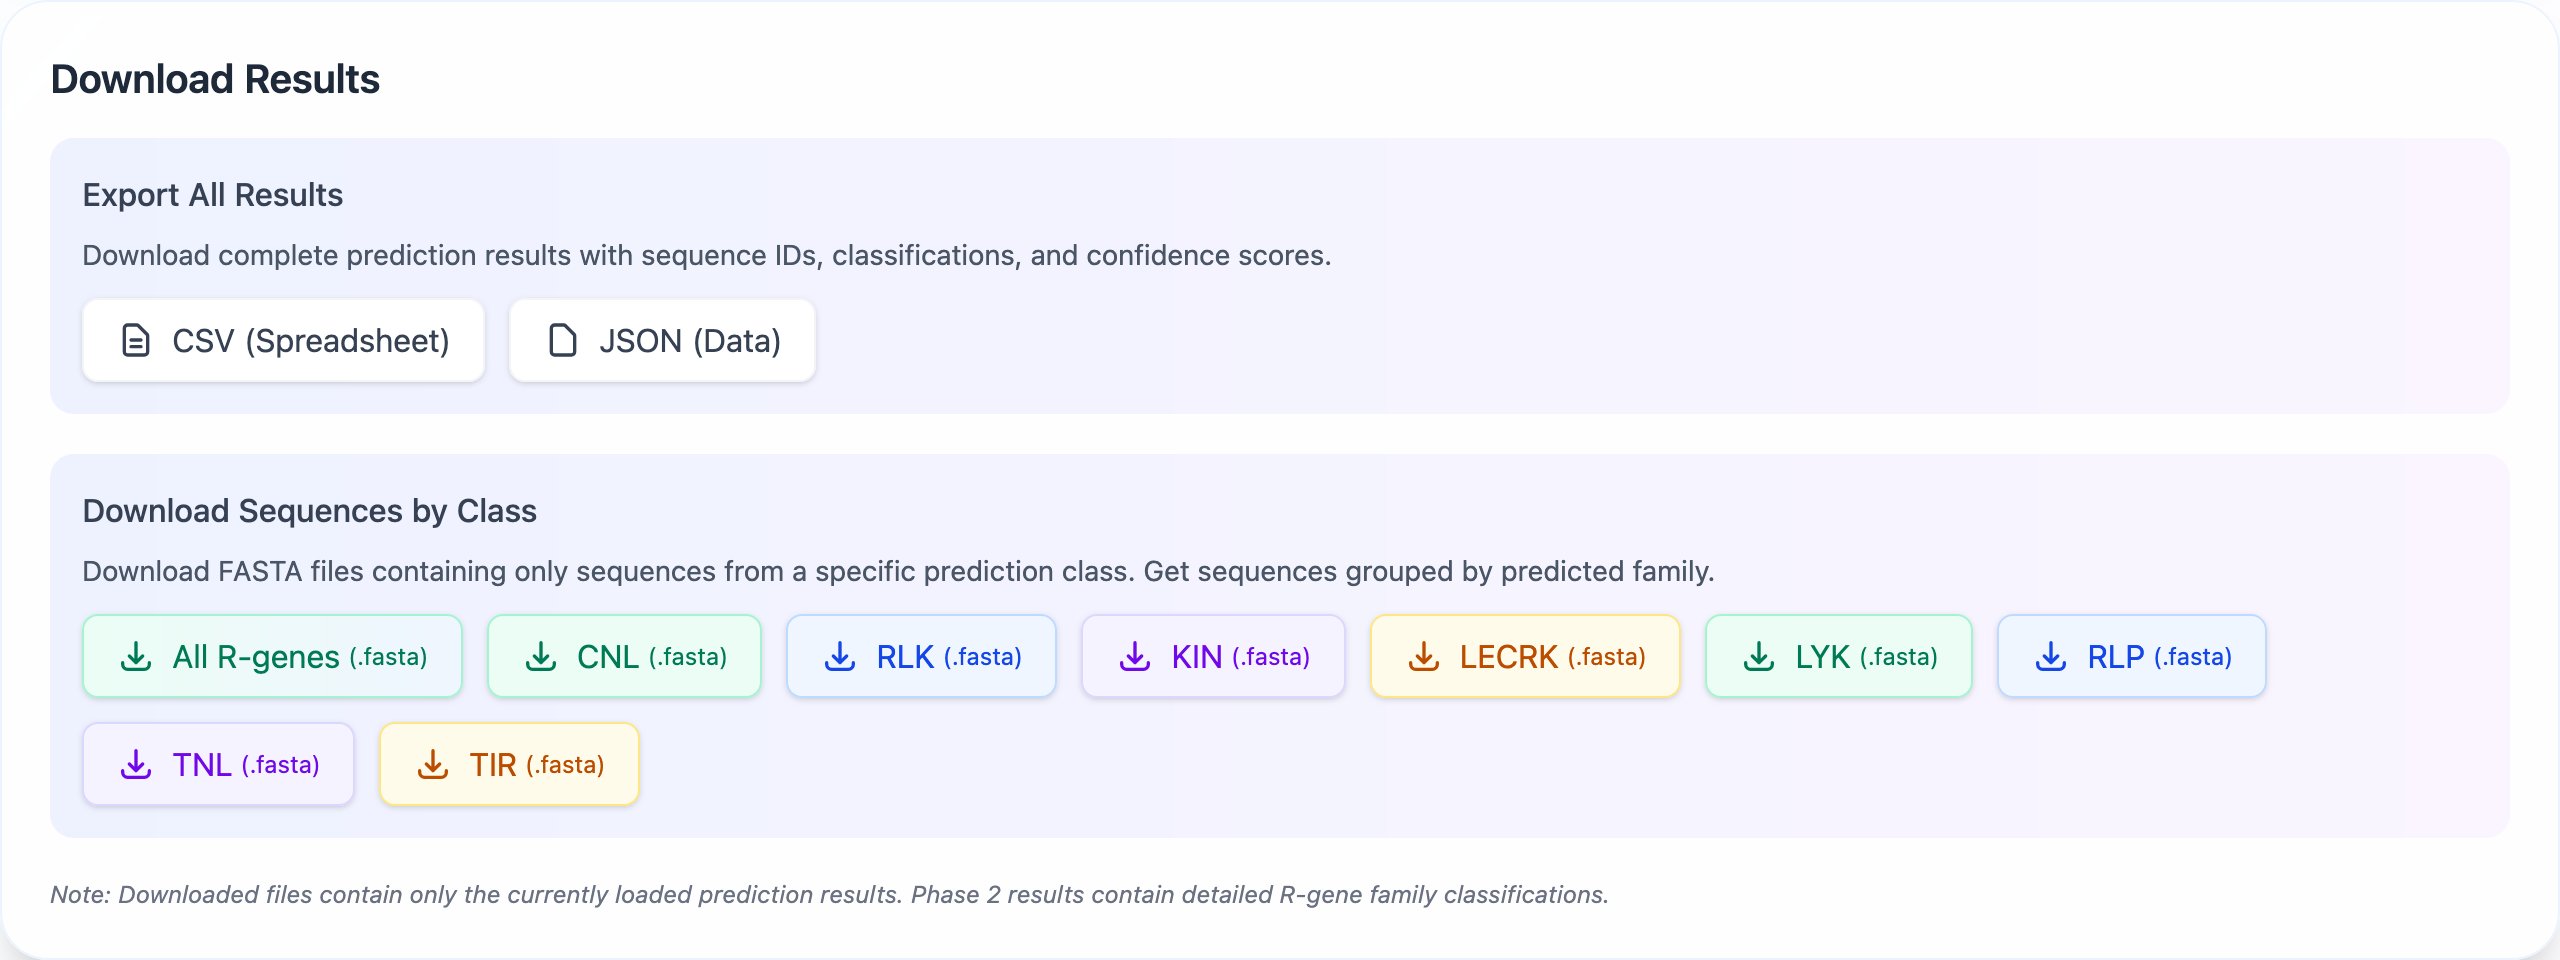 Download Results
Export All Results
Download complete prediction results with sequence IDs, classifications, and confidence scores.
CSV (Spreadsheet) JSON (Data)
Download Sequences by Class
Download FASTA files containing only sequences from a specific prediction class. Get sequences grouped by predicted family.
All R-genes (.fasta) CNL (.fasta) RLK (.fasta) KIN (.fasta) LECRK (.fasta) LYK (.fasta) RLP (.fasta)
TNL (.fasta) TIR (.fasta)
Note: Downloaded files contain only the currently loaded prediction results. Phase 2 results contain detailed R-gene family classifications.